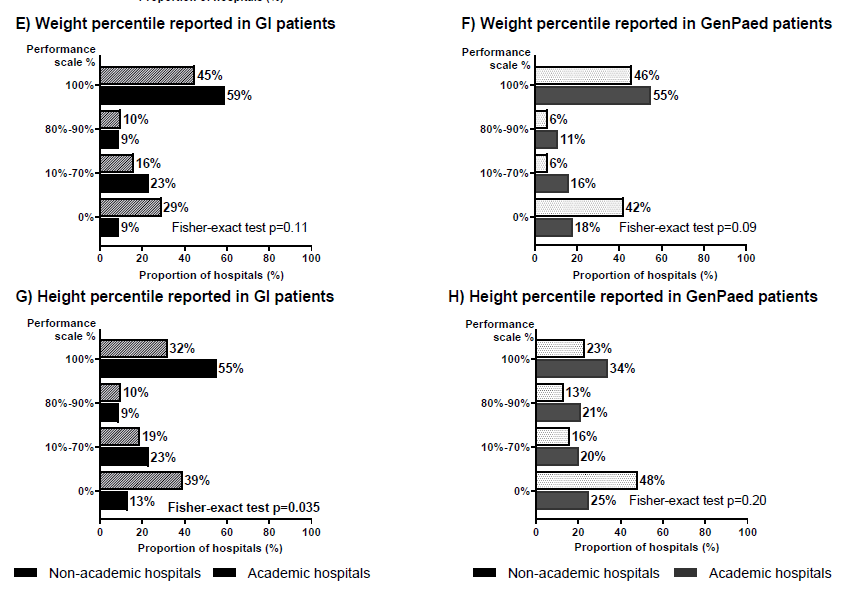 Proportion of hospitals (%)
E) Weight percentile reported in GI patients
Performance
scale %
100%
45%
59%
80%-90%
10%
9%
10%-70%
16%
23%
0%
29%
9%
Fisher-exact test p=0.11
0 20 40 60 80 100
Proportion of hospitals (%)
F) Weight percentile reported in GenPaed patients
Performance
scale %
100%
46%
55%
80%-90%
6%
11%
10%-70%
6%
16%
0%
42%
18%
Fisher-exact test p=0.09
0 20 40 60 80 100
Proportion of hospitals (%)
G) Height percentile reported in GI patients
Performance
scale %
100%
32%
55%
80%-90%
10%
9%
10%-70%
19%
23%
0%
39%
13%
Fisher-exact test p=0.035
0 20 40 60 80 100
Proportion of hospitals (%)
Non-academic hospitals Academic hospitals
H) Height percentile reported in GenPaed patients
Performance
scale %
100%
23%
34%
80%-90%
13%
21%
10%-70%
16%
20%
0%
48%
25%
Fisher-exact test p=0.20
0 20 40 60 80 100
Proportion of hospitals (%)
Non-academic hospitals Academic hospitals